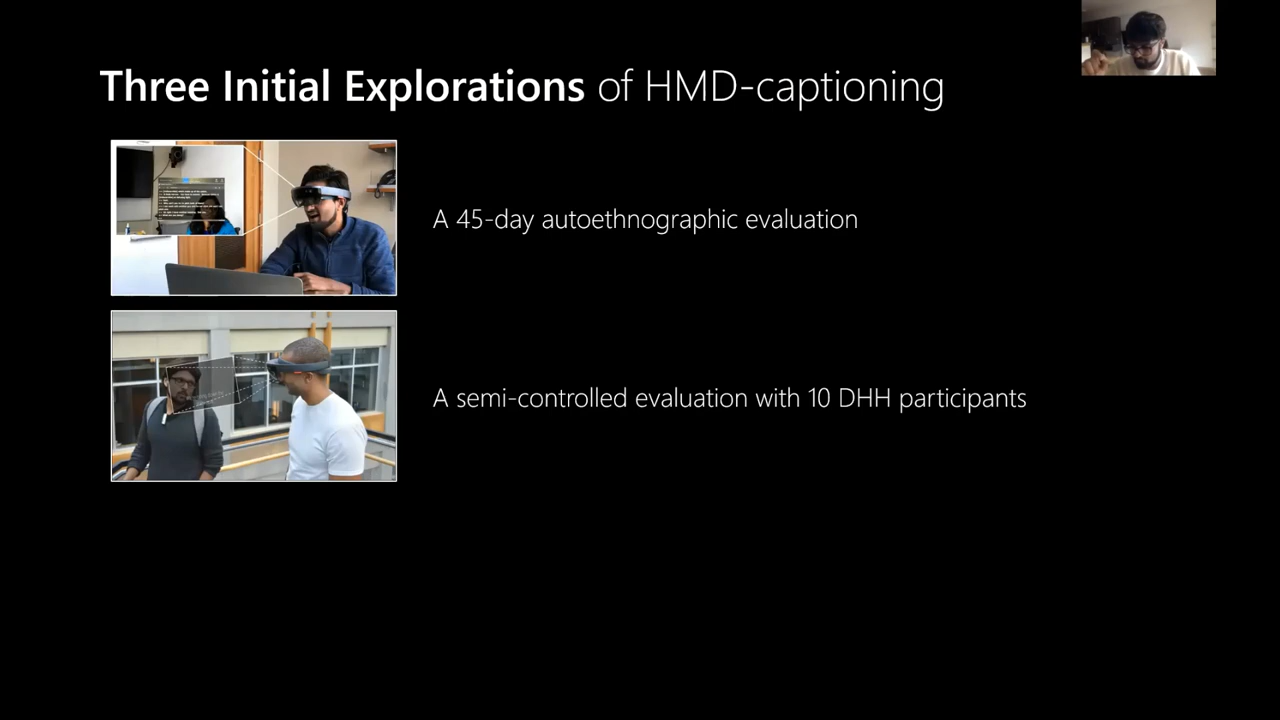 Three Initial Explorations of HMD-captioning
A 45-day autoethnographic evaluation
A semi-controlled evaluation with 10 DHH participants